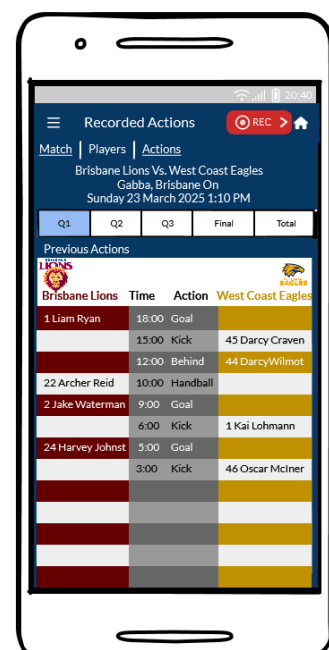 20:40
Recorded Actions
REC
Match Players Actions
Brisbane Lions Vs. West Coast Eagles
Gabba, Brisbane On
Sunday 23 March 2025 1:10 PM
Q1 Q2 Q3 Final Total
Previous Actions
LIONS
EAGLES
Brisbane Lions Time Action West Coast Eagles
1 Liam Ryan 18:00 Goal
15:00 Kick 45 Darcy Craven
12:00 Behind 44 DarcyWilmot
22 Archer Reid 10:00 Handball
2 Jake Waterman 9:00 Goal
6:00 Kick 1 Kai Lohmann
24 Harvey Johnst 5:00 Goal
3:00 Kick 46 Oscar McIner